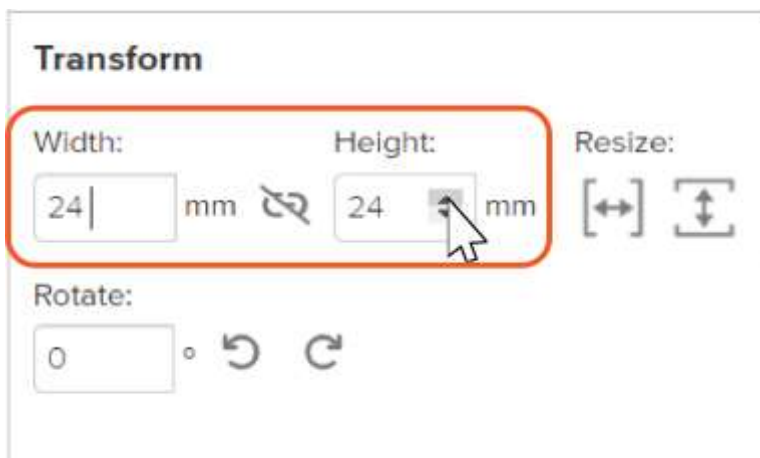 Transform
Width: Height: Resize:
24 mm 24 mm
Rotate:
0 °